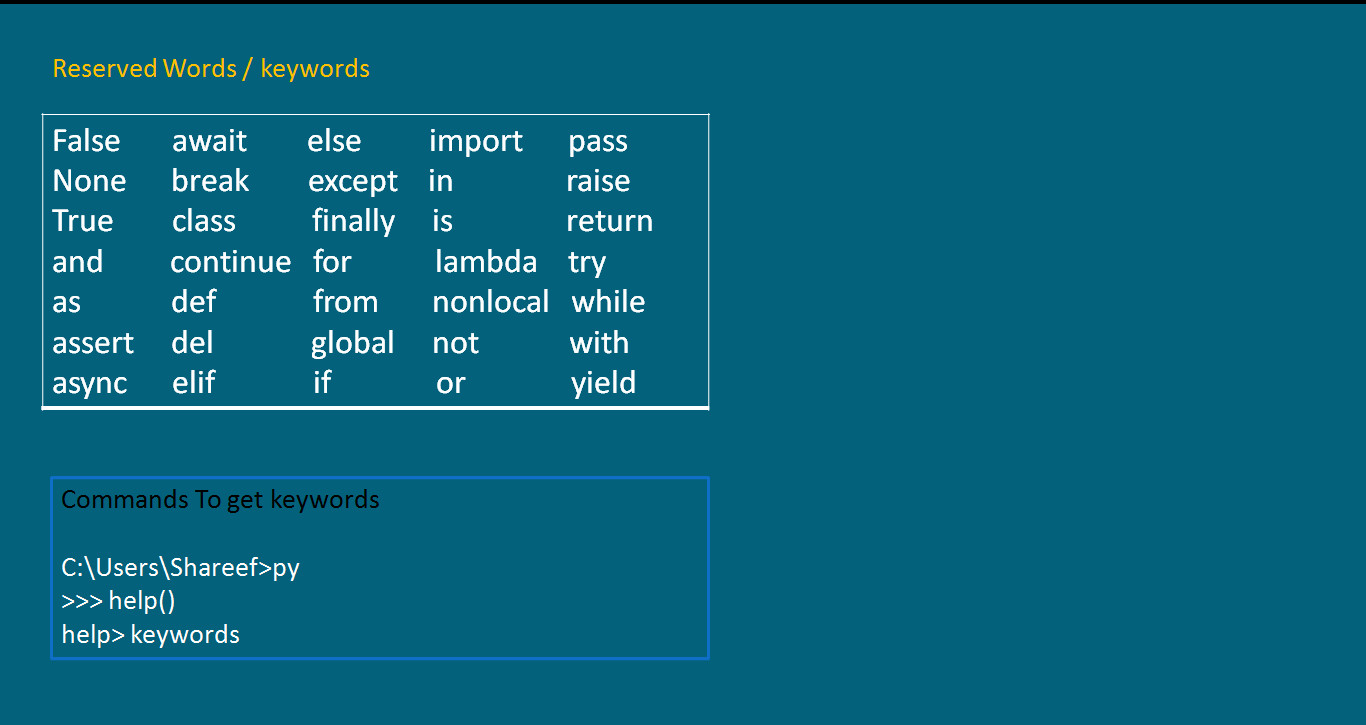 Reserved Words / keywords
False await else import pass
None break except in raise
True class finally is return
and continue for lambda try
as def from nonlocal while
assert del global not with
async elif if or yield
Commands To get keywords
C:\Users\Shareef>py
>>> help()
help> keywords